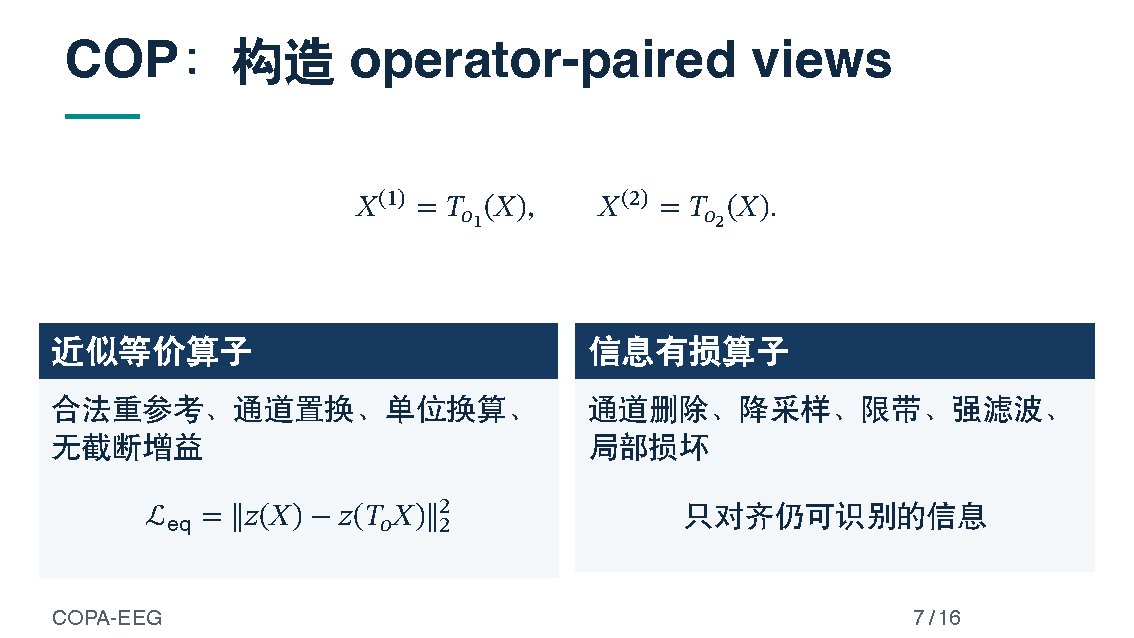 COP：构造 operator-paired views
X^{(1)} = T_{o_1}(X),    X^{(2)} = T_{o_2}(X).
近似等价算子
合法重参考、通道置换、单位换算、
无截断增益
ℒ_{eq} = ‖z(X) − z(T_o X)‖_2^2
信息有损算子
通道删除、降采样、限带、强滤波、
局部损坏
只对齐仍可识别的信息
COPA-EEG
7 / 16